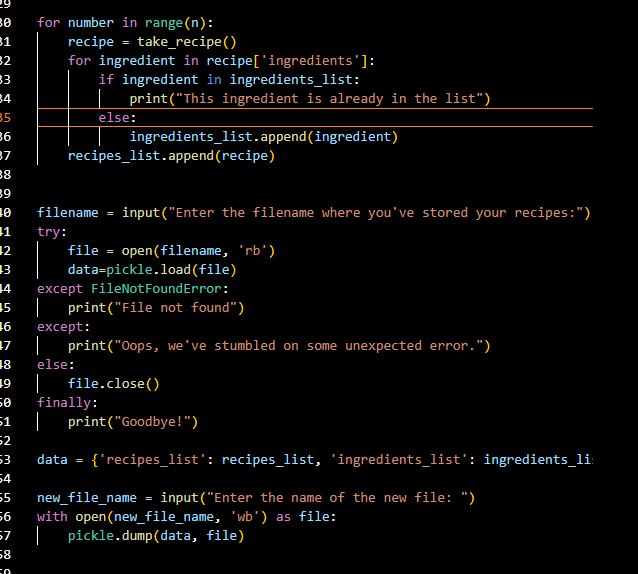 29
30 for number in range(n):
31 recipe = take_recipe()
32 for ingredient in recipe['ingredients']:
33 if ingredient in ingredients_list:
34 print("This ingredient is already in the list")
35 else:
36 ingredients_list.append(ingredient)
37 recipes_list.append(recipe)
38
39
40 filename = input("Enter the filename where you've stored your recipes:")
41 try:
42 file = open(filename, 'rb')
43 data=pickle.load(file)
44 except FileNotFoundError:
45 print("File not found")
46 except:
47 print("Oops, we've stumbled on some unexpected error.")
48 else:
49 file.close()
50 finally:
51 print("Goodbye!")
52
53 data = {'recipes_list': recipes_list, 'ingredients_list': ingredients_li
54
55 new_file_name = input("Enter the name of the new file: ")
56 with open(new_file_name, 'wb') as file:
57 pickle.dump(data, file)
58
59